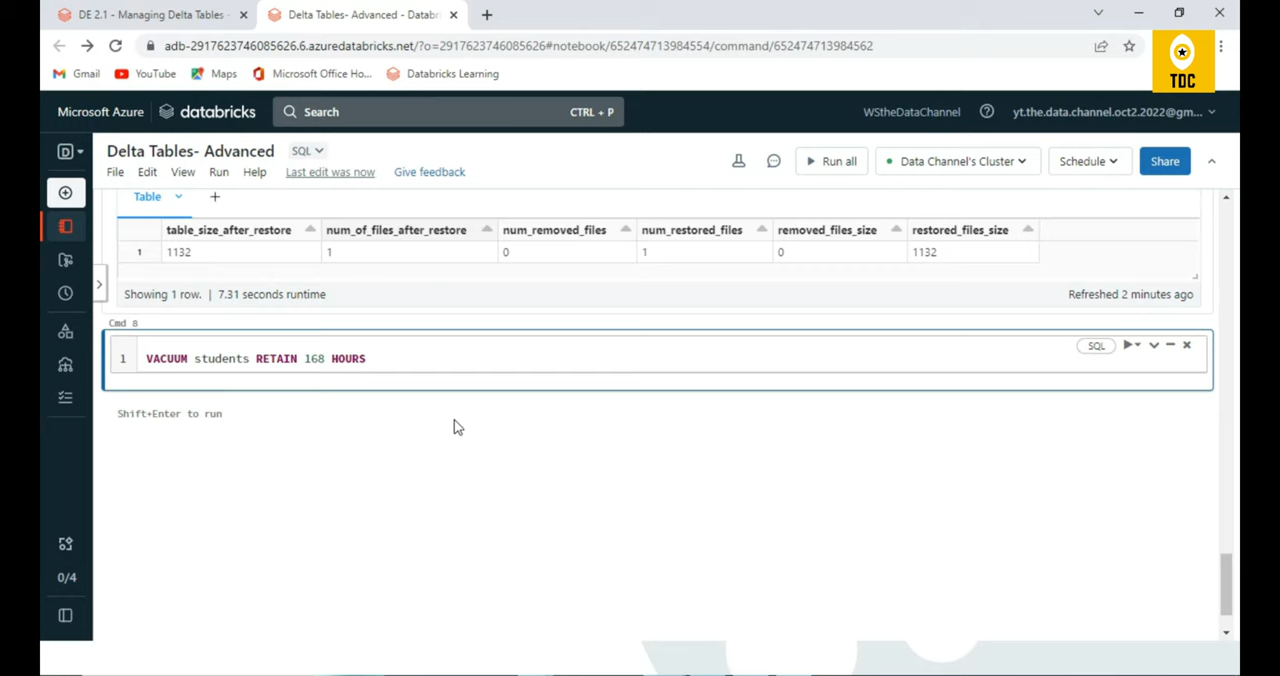 DE 2.1 - Managing Delta Tables -
Delta Tables- Advanced - Databri
adb-2917623746085626.6.azuredatabricks.net/?o=2917623746085626#notebook/652474713984554/command/652474713984562
Gmail YouTube Maps Microsoft Office Ho... Databricks Learning
TDC
Microsoft Azure databricks Search CTRL + P WStheDataChannel yt.the.data.channel.oct2.2022@gm...
D
Delta Tables- Advanced SQL
File Edit View Run Help Last edit was now Give feedback
Run all Data Channel's Cluster Schedule Share
Table +
table_size_after_restore num_of_files_after_restore num_removed_files num_restored_files removed_files_size restored_files_size
1 1132 1 0 1 0 1132
Showing 1 row. | 7.31 seconds runtime Refreshed 2 minutes ago
Cmd 8
SQL
1 VACUUM students RETAIN 168 HOURS
Shift+Enter to run
0/4